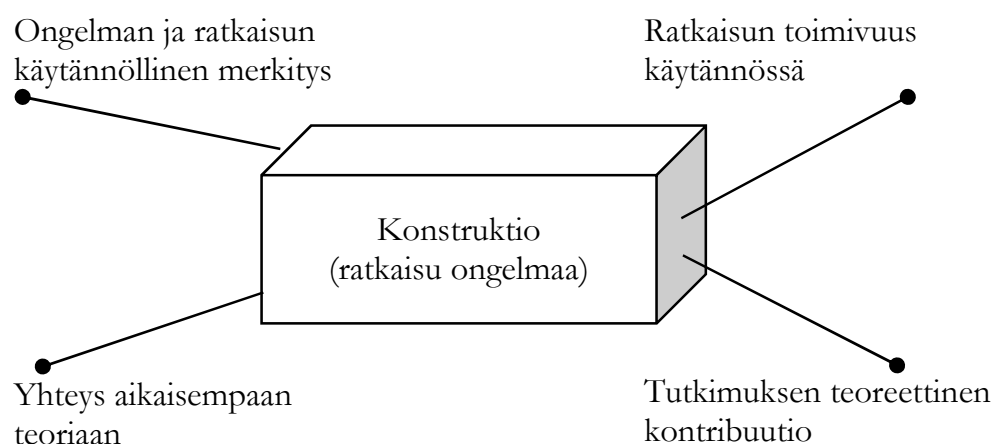 Ongelman ja ratkaisun
käytännöllinen merkitys
Ratkaisun toimivuus
käytännössä
Konstruktio
(ratkaisu ongelmaa)
Yhteys aikaisempaan
teoriaan
Tutkimuksen teoreettinen
kontribuutio